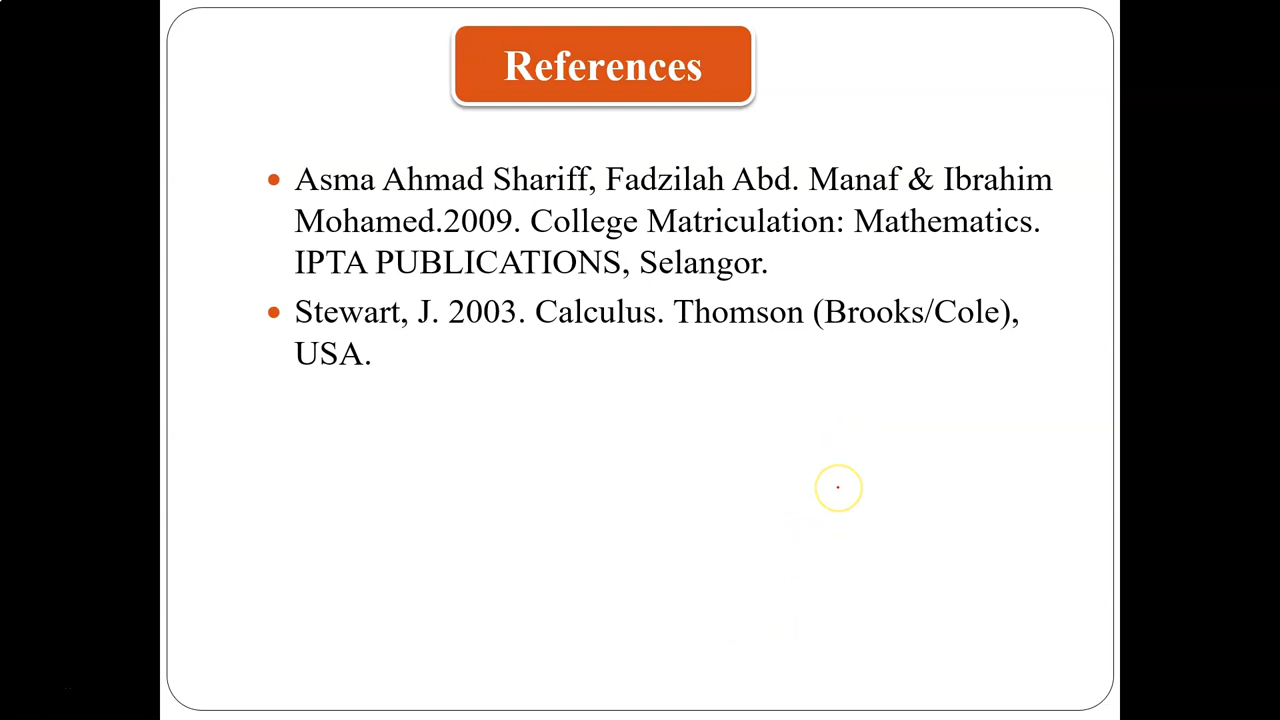 References
• Asma Ahmad Shariff, Fadzilah Abd. Manaf & Ibrahim
Mohamed.2009. College Matriculation: Mathematics.
IPTA PUBLICATIONS, Selangor.
• Stewart, J. 2003. Calculus. Thomson (Brooks/Cole),
USA.